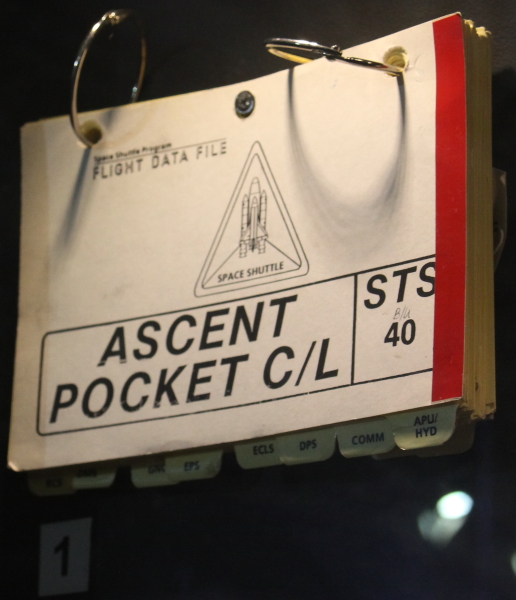 Space Shuttle Program
FLIGHT DATA FILE
SPACE SHUTTLE
ASCENT
POCKET C/L
STS
B/U
40
EPS
ECLS
DPS
COMM
APU/
HYD
1